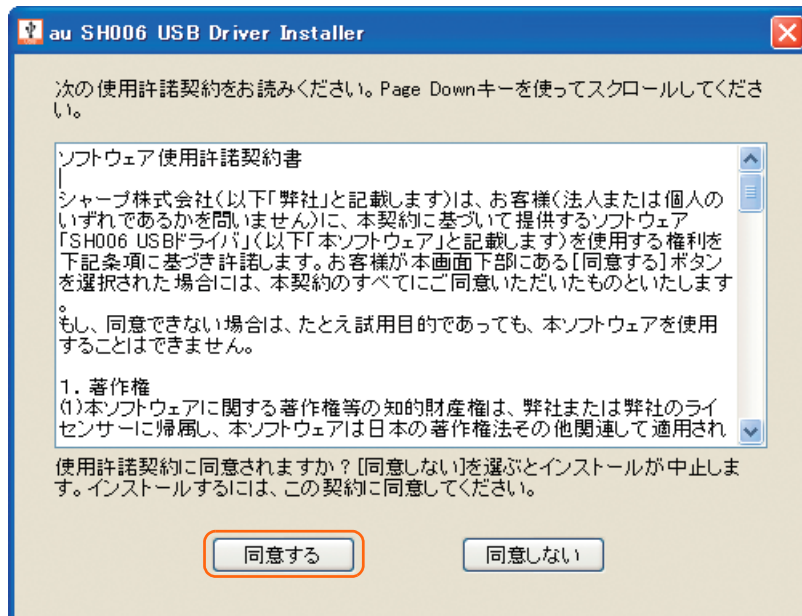 au SH006 USB Driver Installer
次の使用許諾契約をお読みください。Page Downキーを使ってスクロールしてくださ
い。
ソフトウェア使用許諾契約書
シャープ株式会社(以下「弊社」と記載します)は、お客様(法人または個人の
いずれであるかを問いません)に、本契約に基づいて提供するソフトウェア
「SH006 USBドライバ」(以下「本ソフトウェア」と記載します)を使用する権利を
下記条項に基づき許諾します。お客様が本画面下部にある[同意する]ボタン
を選択された場合には、本契約のすべてにご同意いただいたものといたします
。
もし、同意できない場合は、たとえ試用目的であっても、本ソフトウェアを使用
することはできません。
1. 著作権
(1)本ソフトウェアに関する著作権等の知的財産権は、弊社または弊社のライ
センサーに帰属し、本ソフトウェアは日本の著作権法その他関連して適用され
使用許諾契約に同意されますか？[同意しない]を選ぶとインストールが中止しま
す。インストールするには、この契約に同意してください。
同意する
同意しない